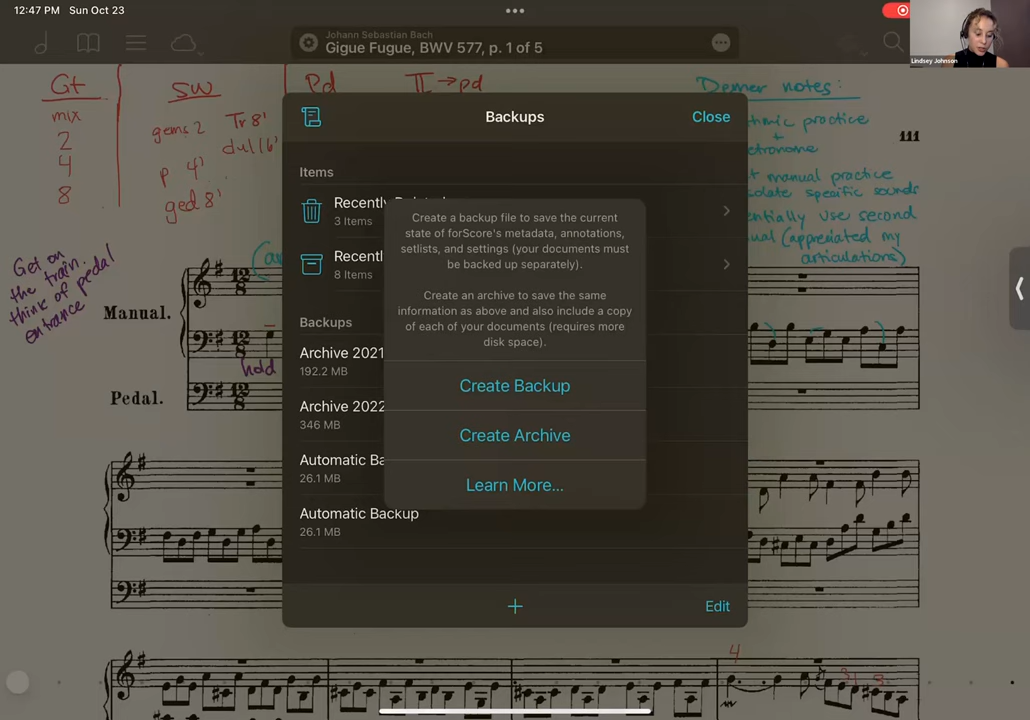 12:47 PM Sun Oct 23
Johann Sebastian Bach
Gigue Fugue, BWV 577, p. 1 of 5
Lindsey Johnson
Gt
mix
2
4
8
SW
gems 2
Tr 8'
p 4'
ged 8'
Pd
II → pd
Demer notes:
practice
+
manual practice
specific sounds
use second
(appreciated my
articulations)
111
Get on
the train.
think of pedal
entrance
Manual.
hold
Pedal.
Backups
Close
Items
Recently
3 Items
8 Items
Backups
Archive 2021
192.2 MB
Archive 2022
346 MB
Automatic Ba
26.1 MB
Automatic Backup
26.1 MB
Edit
Create a backup file to save the current
state of forScore's metadata, annotations,
setlists, and settings (your documents must
be backed up separately).
Create an archive to save the same
information as above and also include a copy
of each of your documents (requires more
disk space).
Create Backup
Create Archive
Learn More...
4